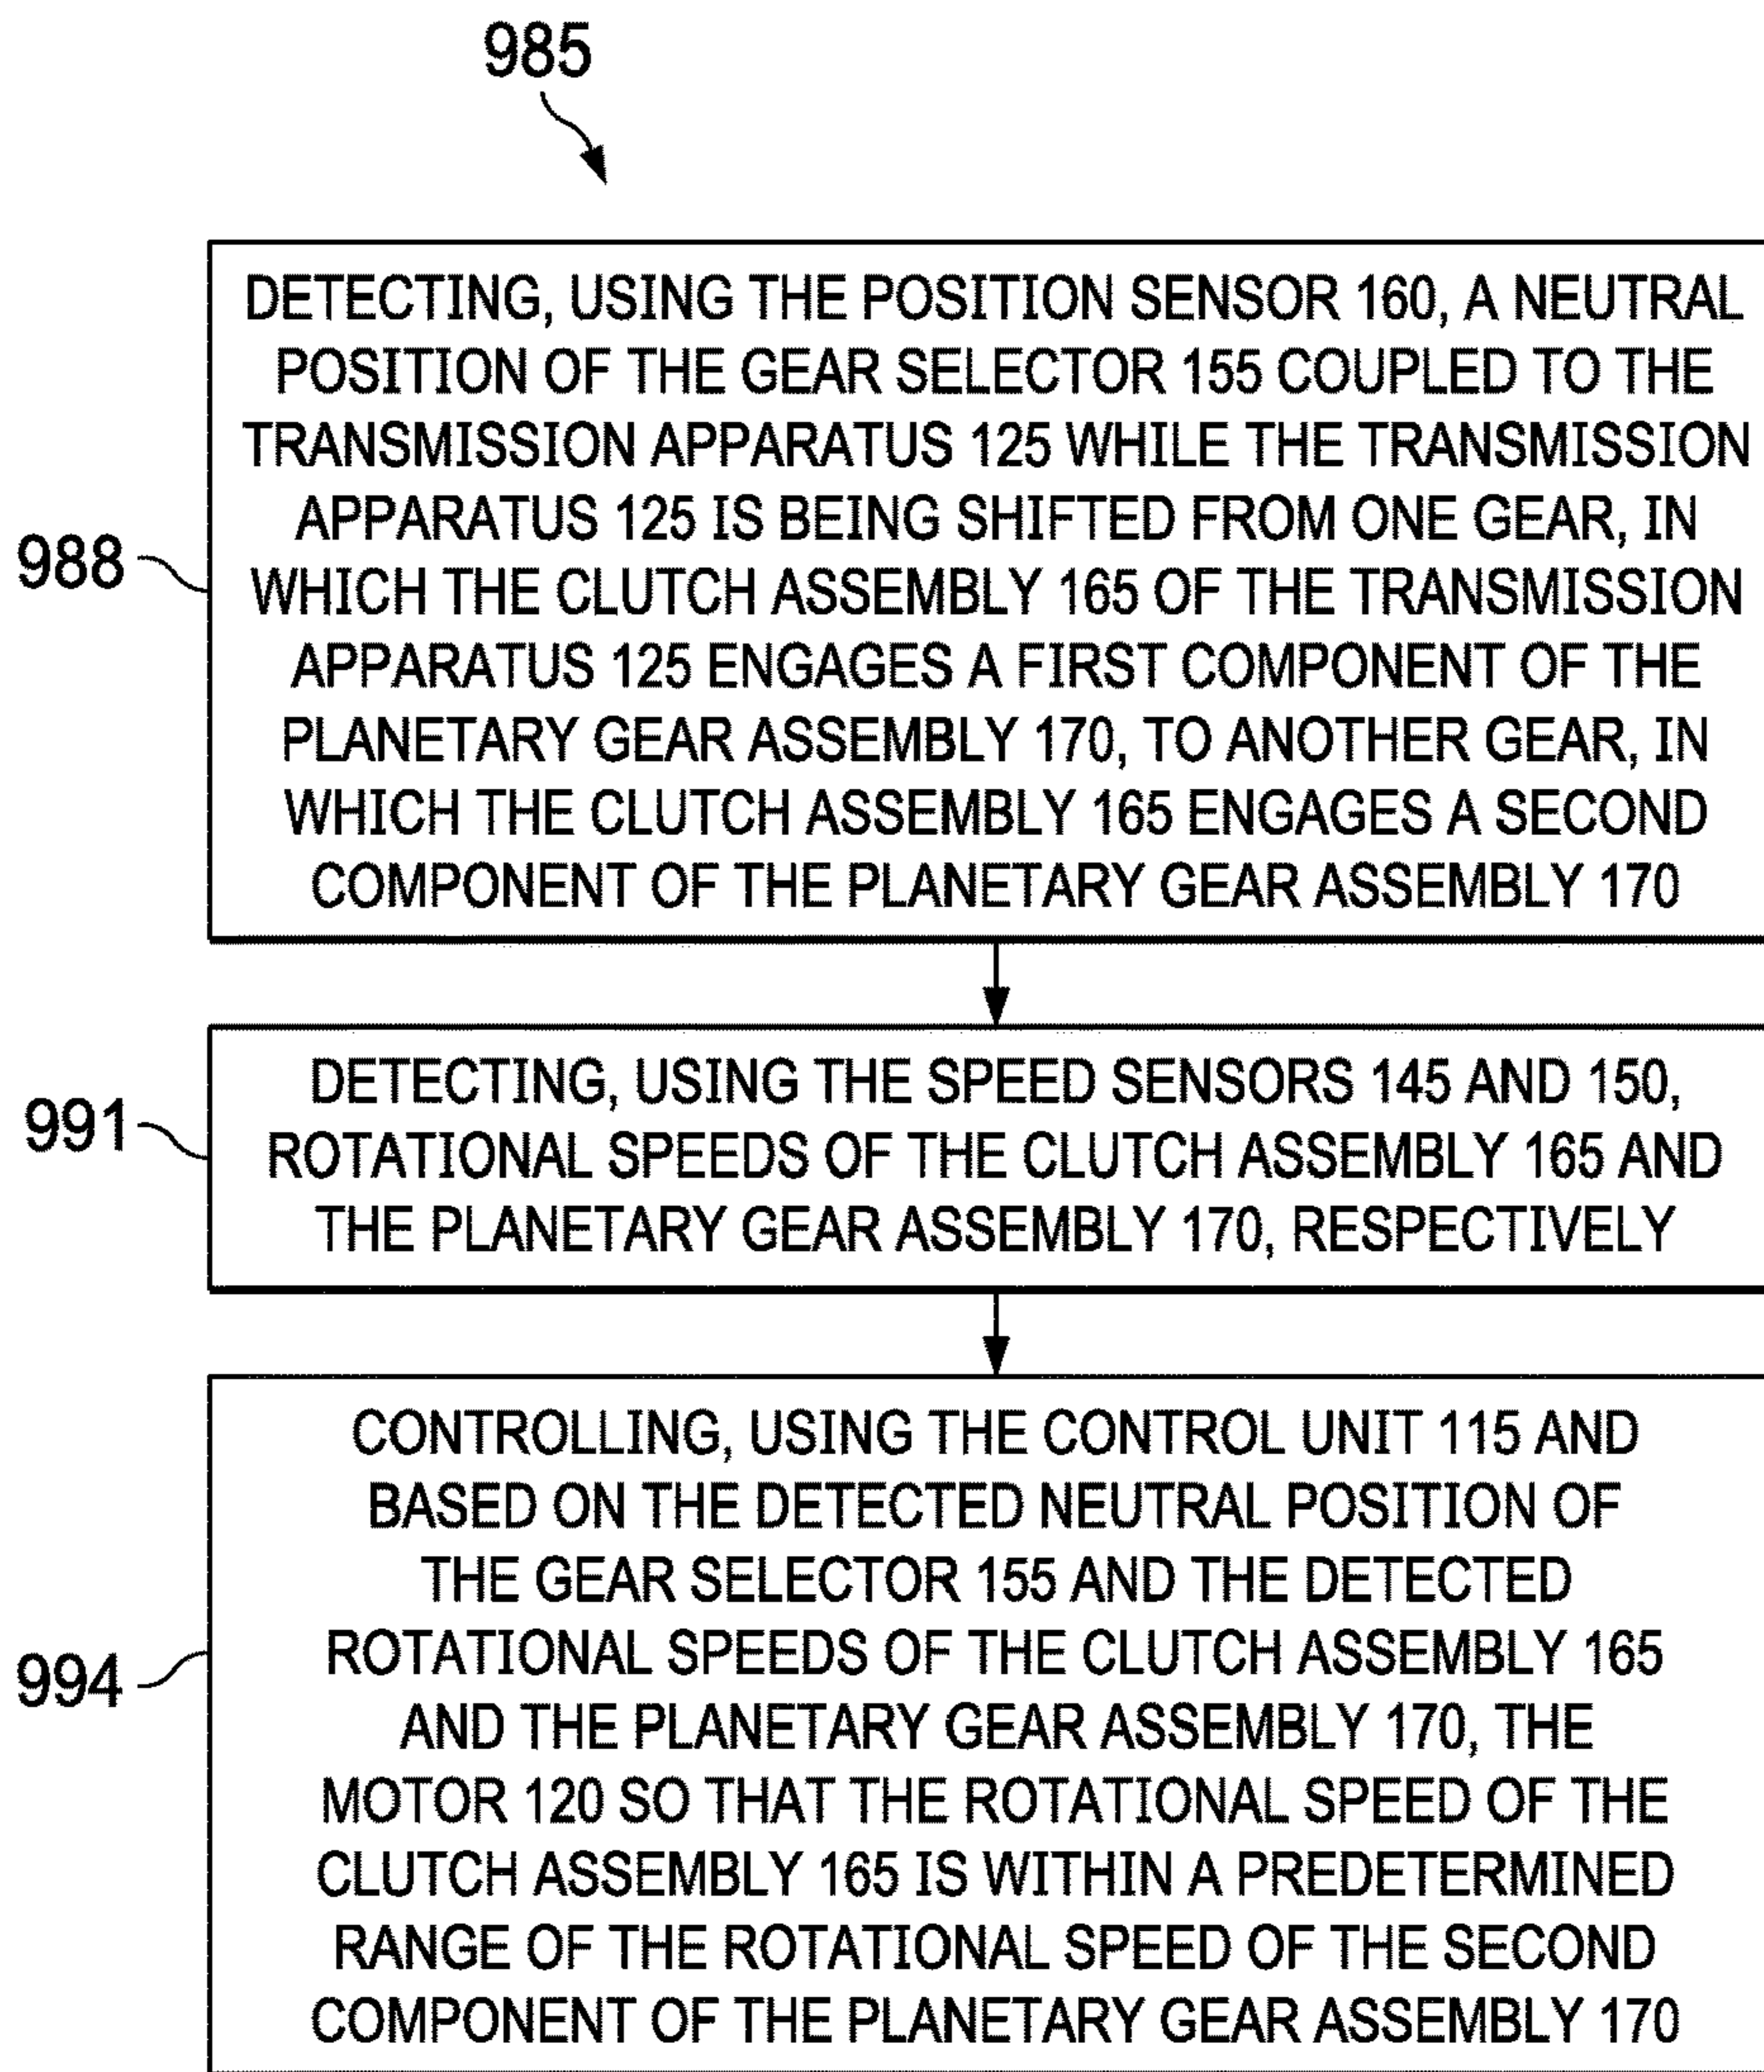 985
DETECTING, USING THE POSITION SENSOR 160, A NEUTRAL
POSITION OF THE GEAR SELECTOR 155 COUPLED TO THE
TRANSMISSION APPARATUS 125 WHILE THE TRANSMISSION
APPARATUS 125 IS BEING SHIFTED FROM ONE GEAR, IN
988
WHICH THE CLUTCH ASSEMBLY 165 OF THE TRANSMISSION
APPARATUS 125 ENGAGES A FIRST COMPONENT OF THE
PLANETARY GEAR ASSEMBLY 170, TO ANOTHER GEAR, IN
WHICH THE CLUTCH ASSEMBLY 165 ENGAGES A SECOND
COMPONENT OF THE PLANETARY GEAR ASSEMBLY 170
DETECTING, USING THE SPEED SENSORS 145 AND 150,
991
ROTATIONAL SPEEDS OF THE CLUTCH ASSEMBLY 165 AND
THE PLANETARY GEAR ASSEMBLY 170, RESPECTIVELY
CONTROLLING, USING THE CONTROL UNIT 115 AND
BASED ON THE DETECTED NEUTRAL POSITION OF
THE GEAR SELECTOR 155 AND THE DETECTED
ROTATIONAL SPEEDS OF THE CLUTCH ASSEMBLY 165
994
AND THE PLANETARY GEAR ASSEMBLY 170, THE
MOTOR 120 SO THAT THE ROTATIONAL SPEED OF THE
CLUTCH ASSEMBLY 165 IS WITHIN A PREDETERMINED
RANGE OF THE ROTATIONAL SPEED OF THE SECOND
COMPONENT OF THE PLANETARY GEAR ASSEMBLY 170